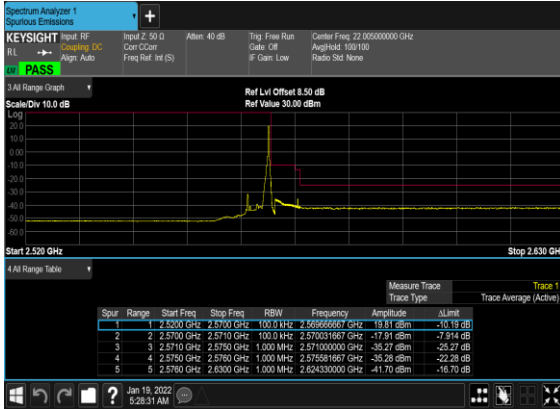 Spectrum Analyzer 1
Spurious Emissions
+
KEYSIGHT Input: RF Input Z: 50 Ω Atten: 40 dB Trig: Free Run Center Freq: 22.005000000 GHz
RL Coupling: DC Corr CCorr Gate: Off Avg|Hold: 100/100
Align: Auto Freq Ref: Int (S) IF Gain: Low Radio Std: None
PASS
3 All Range Graph Ref Lvl Offset 8.50 dB
Scale/Div 10.0 dB Ref Value 30.00 dBm
Log
20.0
10.0
0.00
-10.0
-20.0
-30.0
-40.0
-50.0
-60.0
Start 2.520 GHz Stop 2.630 GH
4 All Range Table
Measure Trace Trace 1
Trace Type Trace Average (Active)
Spur Range Start Freq Stop Freq RBW Frequency Amplitude ΔLimit
1 1 2.5200 GHz 2.5700 GHz 100.0 kHz 2.569666667 GHz 19.81 dBm -10.19 dB
2 2 2.5700 GHz 2.5710 GHz 100.0 kHz 2.570031667 GHz -17.91 dBm -7.914 dB
3 3 2.5710 GHz 2.5750 GHz 1.000 MHz 2.571000000 GHz -35.27 dBm -25.27 dB
4 4 2.5750 GHz 2.5760 GHz 1.000 MHz 2.575581667 GHz -35.28 dBm -22.28 dB
5 5 2.5760 GHz 2.6300 GHz 1.000 MHz 2.624330000 GHz -41.70 dBm -16.70 dB
?
Jan 19, 2022
5:28:31 AM